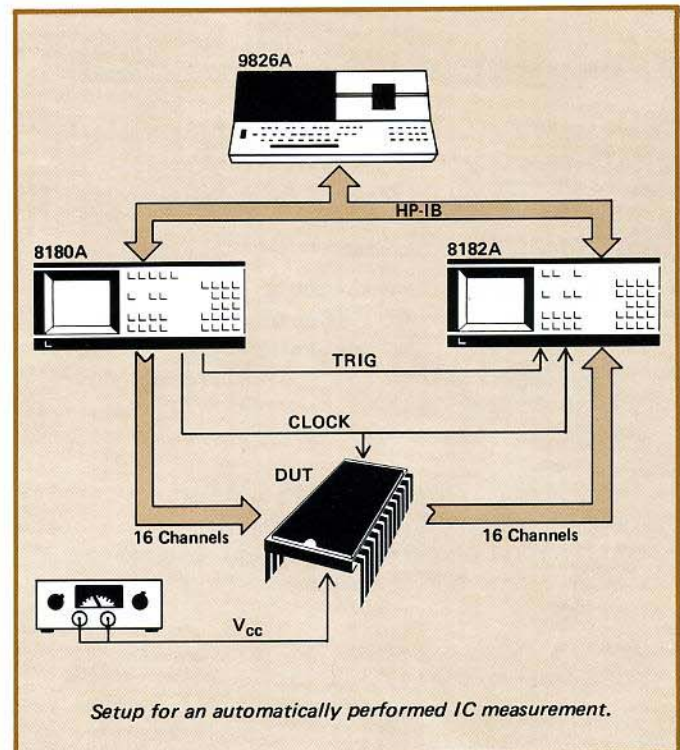 9826A
HP-IB
8180A
8182A
TRIG
CLOCK
DUT
16 Channels
16 Channels
Vcc
Setup for an automatically performed IC measurement.